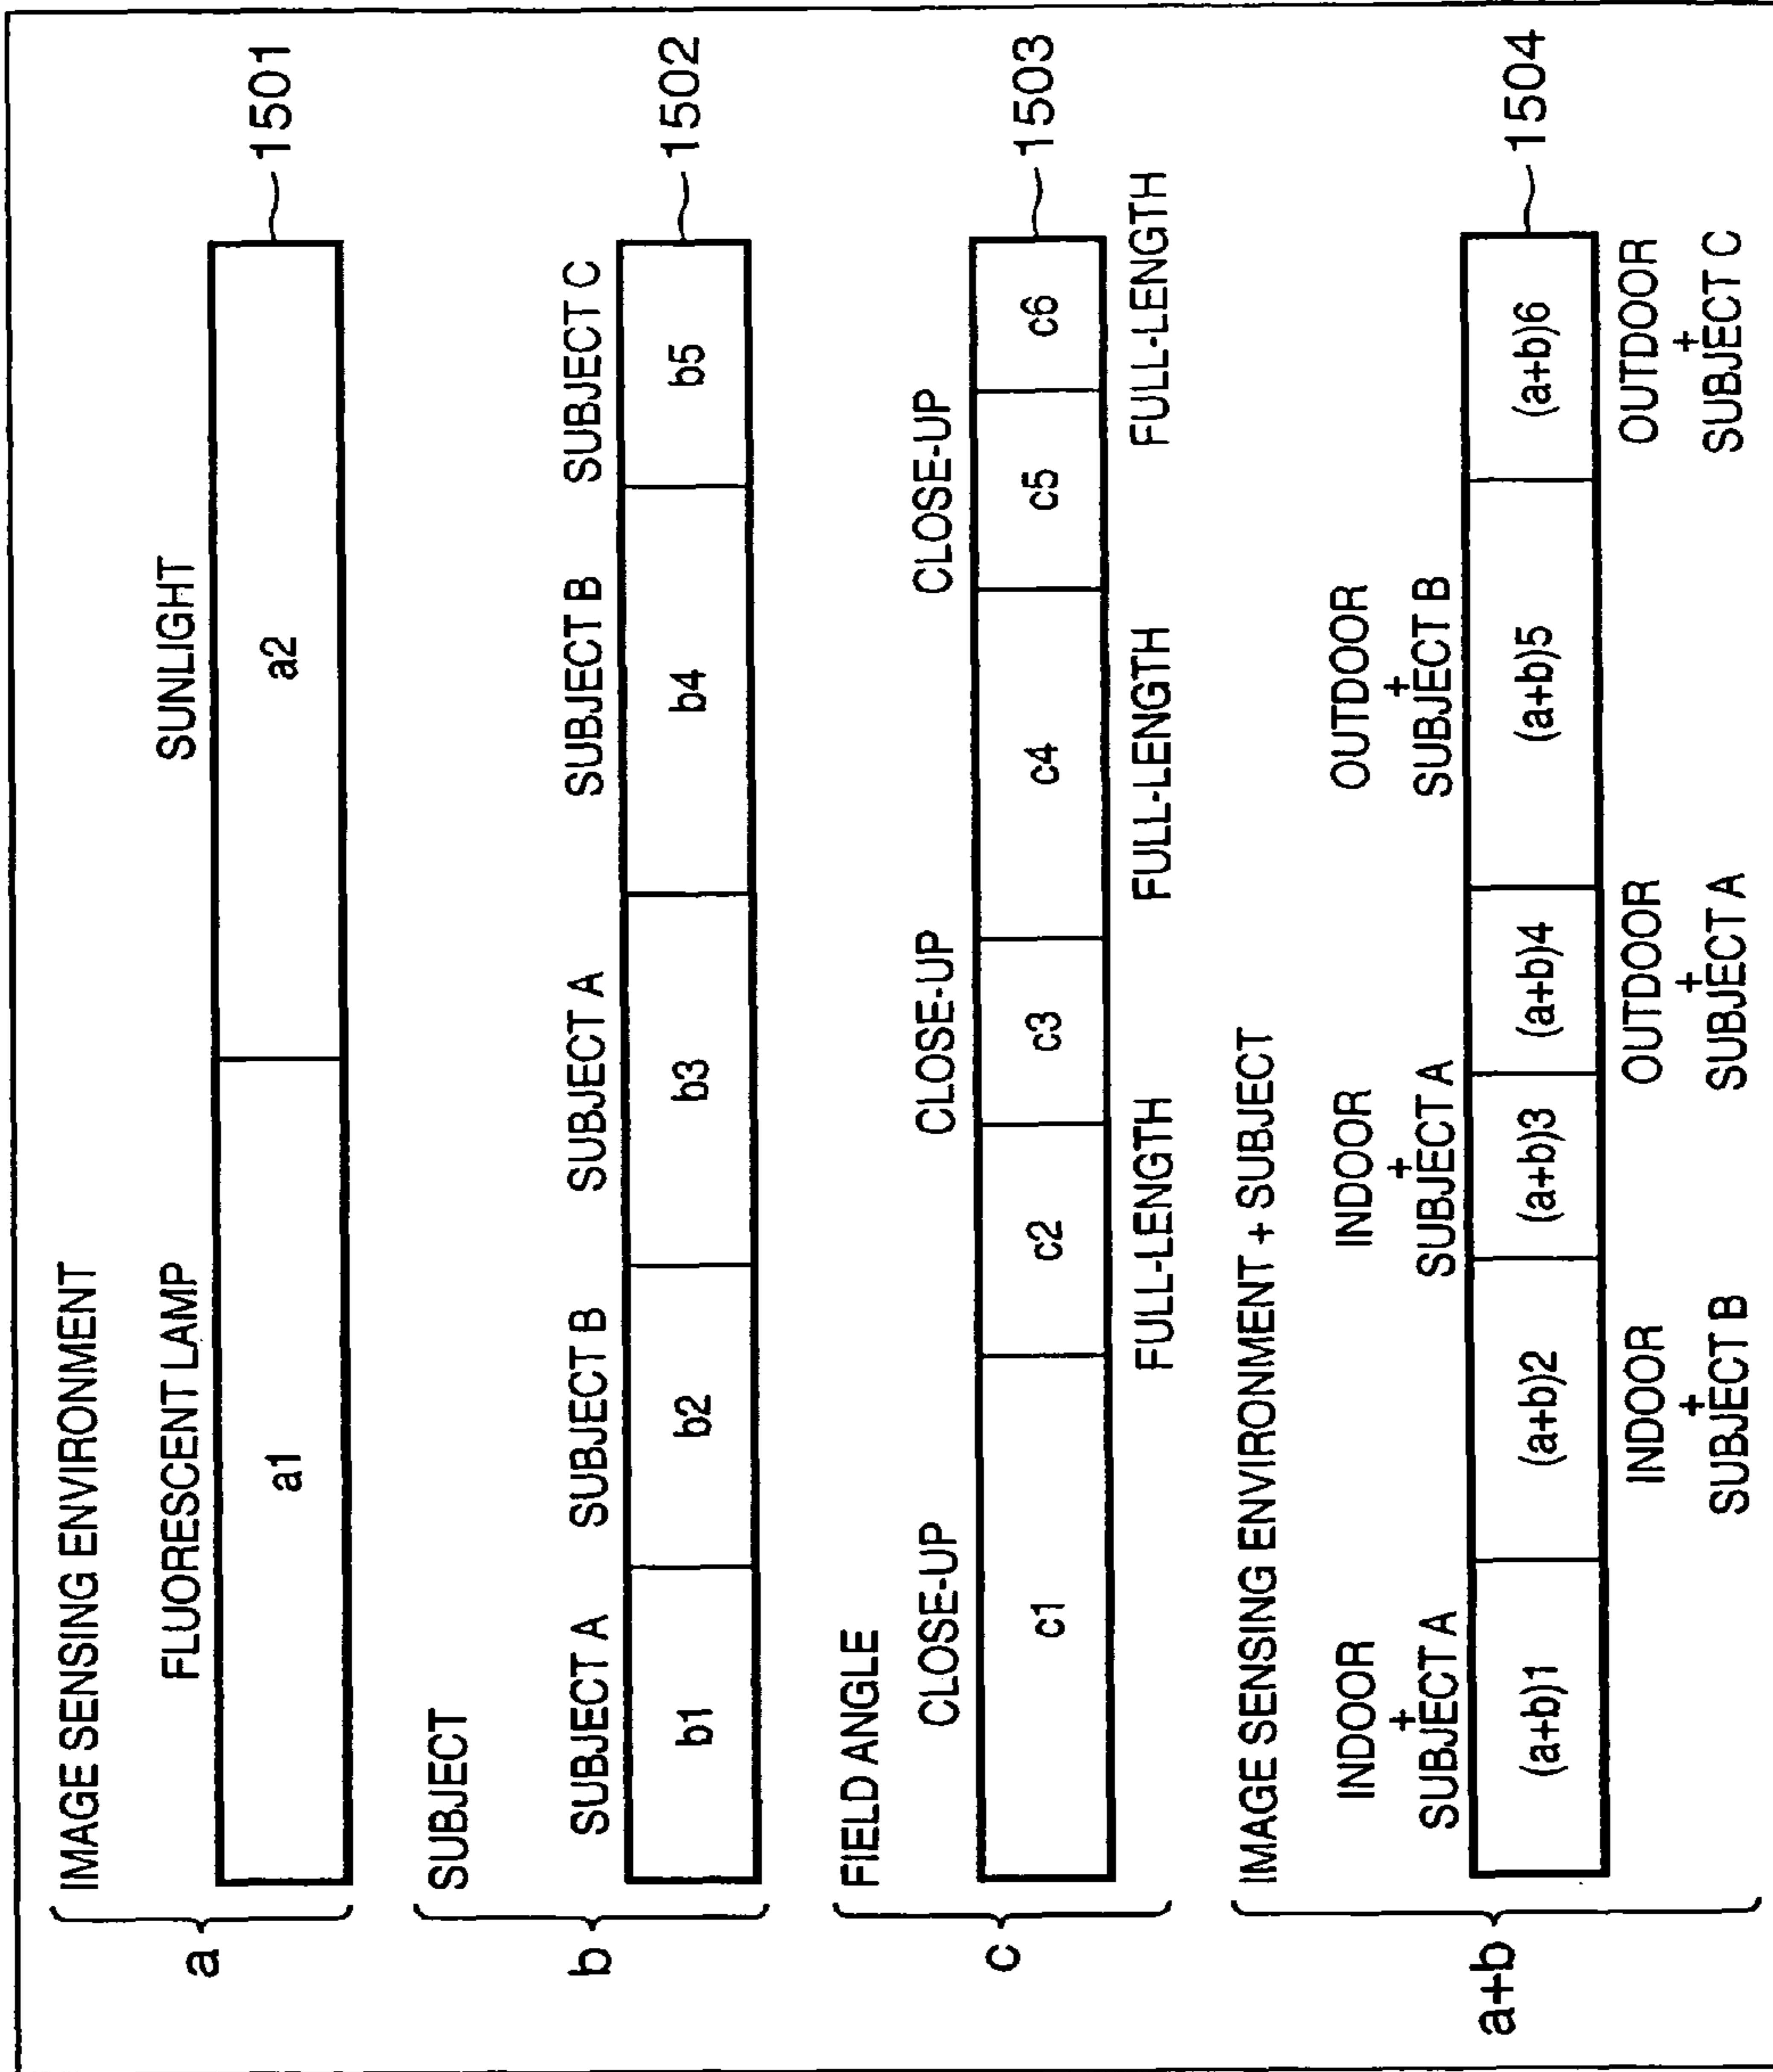 a
IMAGE SENSING ENVIRONMENT
FLUORESCENT LAMP
SUNLIGHT
a1
a2
1501
b
SUBJECT
SUBJECT A
SUBJECT B
SUBJECT A
SUBJECT B
SUBJECT C
b1
b2
b3
b4
b5
1502
c
FIELD ANGLE
CLOSE-UP
CLOSE-UP
CLOSE-UP
c1
c2
c3
c4
c5
c6
1503
FULL-LENGTH
FULL-LENGTH
FULL-LENGTH
a+b
IMAGE SENSING ENVIRONMENT + SUBJECT
INDOOR
+
SUBJECT A
INDOOR
+
SUBJECT A
OUTDOOR
+
SUBJECT B
(a+b)1
(a+b)2
(a+b)3
(a+b)4
(a+b)5
(a+b)6
1504
INDOOR
+
SUBJECT B
OUTDOOR
+
SUBJECT A
OUTDOOR
+
SUBJECT C